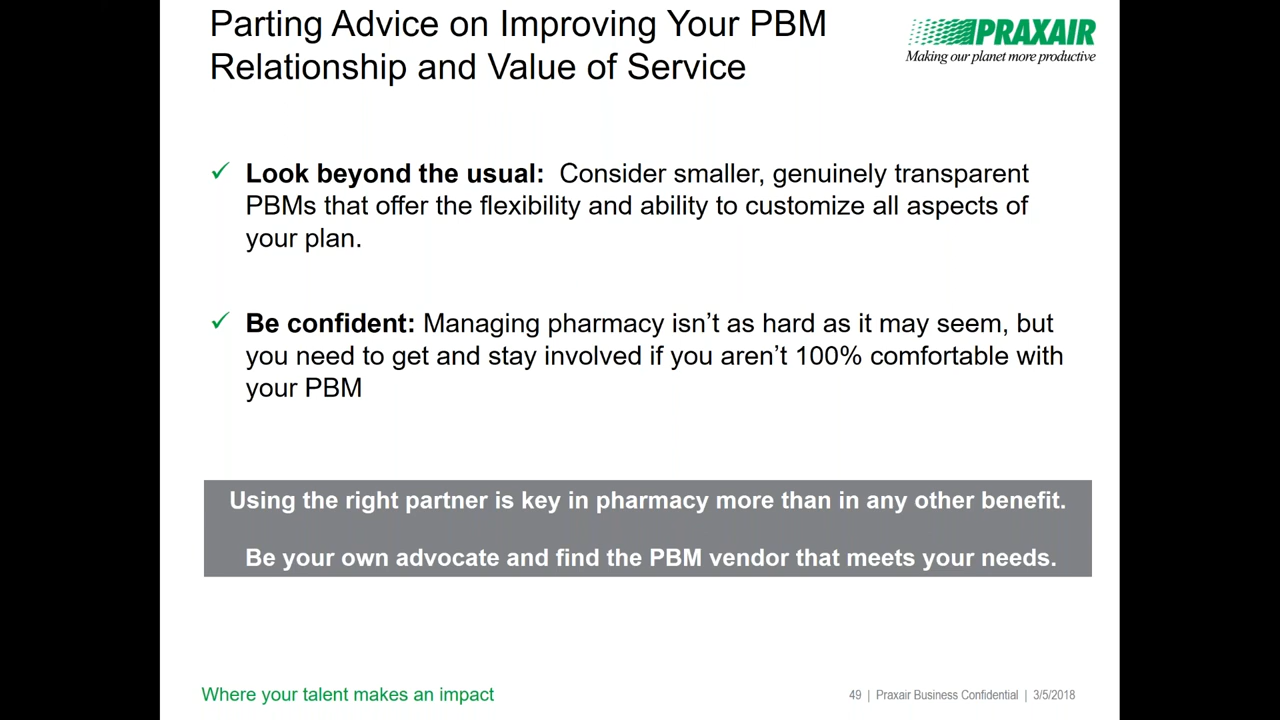 Parting Advice on Improving Your PBM
Relationship and Value of Service
PRAXAIR
Making our planet more productive
✓ Look beyond the usual: Consider smaller, genuinely transparent
PBMs that offer the flexibility and ability to customize all aspects of
your plan.
✓ Be confident: Managing pharmacy isn’t as hard as it may seem, but
you need to get and stay involved if you aren’t 100% comfortable with
your PBM
Using the right partner is key in pharmacy more than in any other benefit.
Be your own advocate and find the PBM vendor that meets your needs.
Where your talent makes an impact
49 | Praxair Business Confidential | 3/5/2018